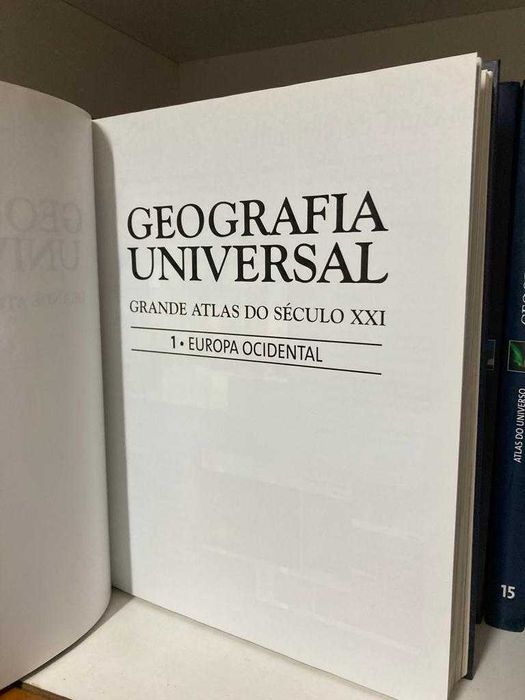 GEOGRAFIA
UNIVERSAL
GRANDE ATLAS DO SÉCULO XXI
1 • EUROPA OCIDENTAL
ATLAS DO UNIVERSO
15